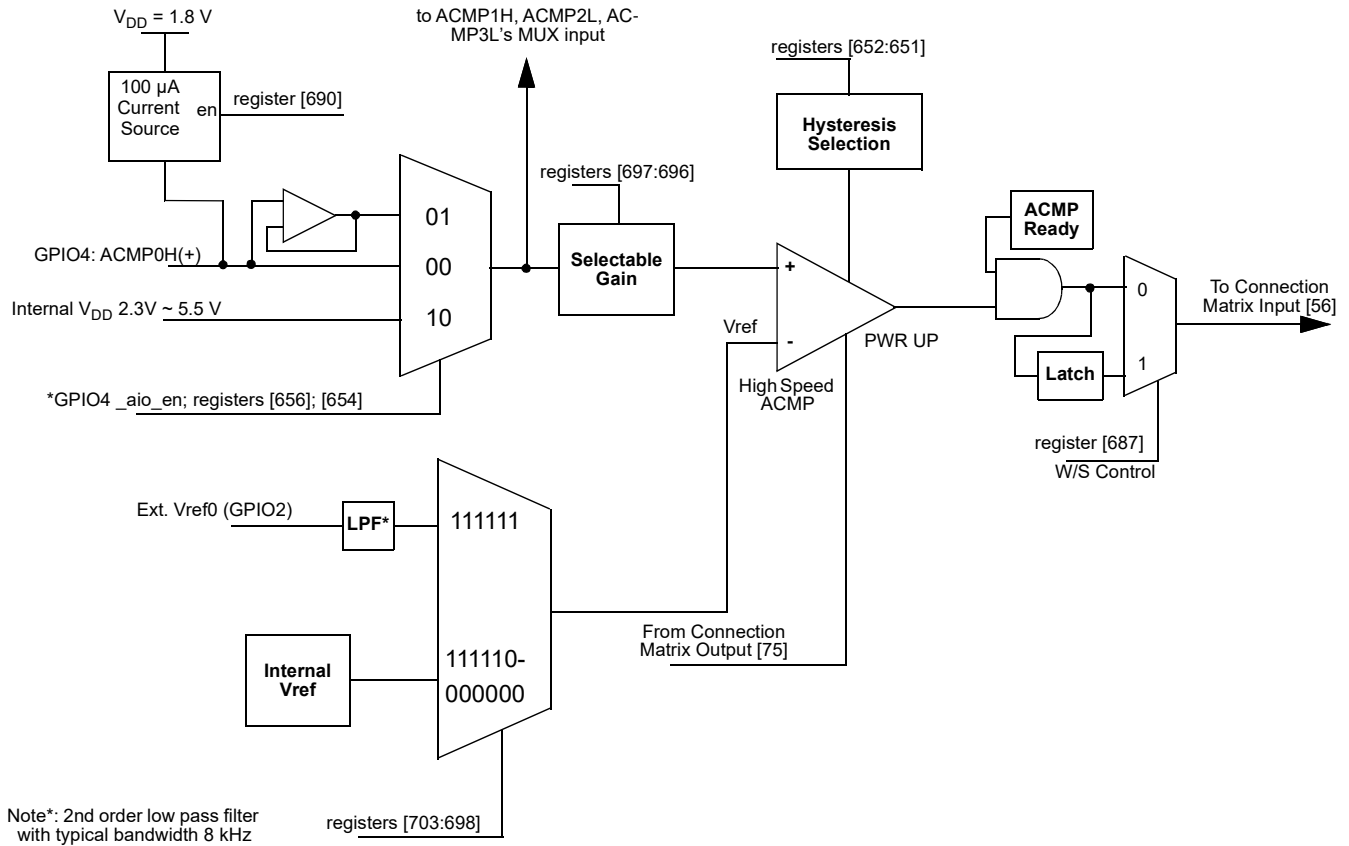 V_DD = 1.8 V
to ACMP1H, ACMP2L, AC-
MP3L's MUX input
registers [652:651]
100 µA
Current
Source
en
register [690]
Hysteresis
Selection
registers [697:696]
ACMP
Ready
01
GPIO4: ACMP0H(+)
00
Selectable
Gain
+
0
To Connection
Matrix Input [56]
Internal V_DD 2.3V ~ 5.5 V
10
Vref
-
PWR UP
Latch
1
High Speed
ACMP
*GPIO4 _aio_en; registers [656]; [654]
register [687]
W/S Control
Ext. Vref0 (GPIO2)
LPF*
111111
From Connection
Matrix Output [75]
Internal
Vref
111110-
000000
Note*: 2nd order low pass filter
with typical bandwidth 8 kHz
registers [703:698]